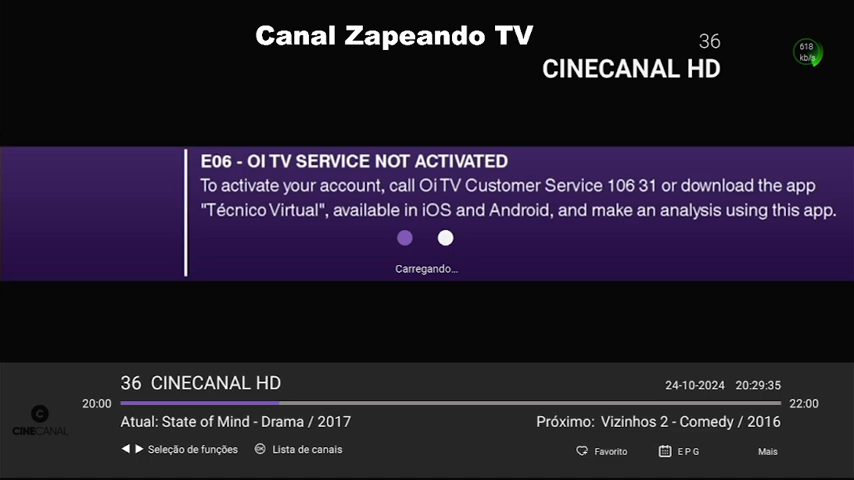 Canal Zapeando TV
36
CINECANAL HD
618
kb/s
E06 - OI TV SERVICE NOT ACTIVATED
To activate your account, call Oi TV Customer Service 106 31 or download the app
"Técnico Virtual", available in iOS and Android, and make an analysis using this app.
Carregando...
36 CINECANAL HD
24-10-2024 20:29:35
20:00
22:00
Atual: State of Mind - Drama / 2017
Próximo: Vizinhos 2 - Comedy / 2016
CINECANAL
Seleção de funções
OK
Lista de canais
Favorito
E P G
Mais